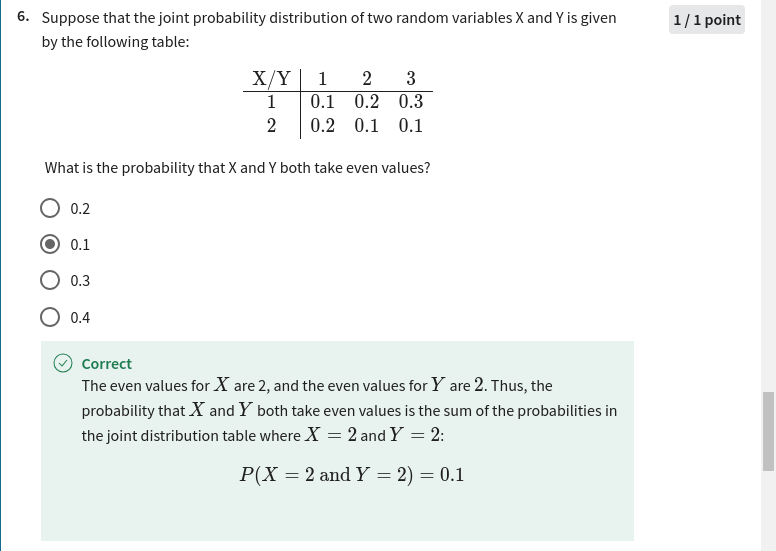 6. Suppose that the joint probability distribution of two random variables X and Y is given
1 / 1 point
by the following table:
X/Y 1 2 3
1 0.1 0.2 0.3
2 0.2 0.1 0.1
What is the probability that X and Y both take even values?
0.2
0.1
0.3
0.4
Correct
The even values for X are 2, and the even values for Y are 2. Thus, the
probability that X and Y both take even values is the sum of the probabilities in
the joint distribution table where X = 2 and Y = 2:
P(X = 2 and Y = 2) = 0.1